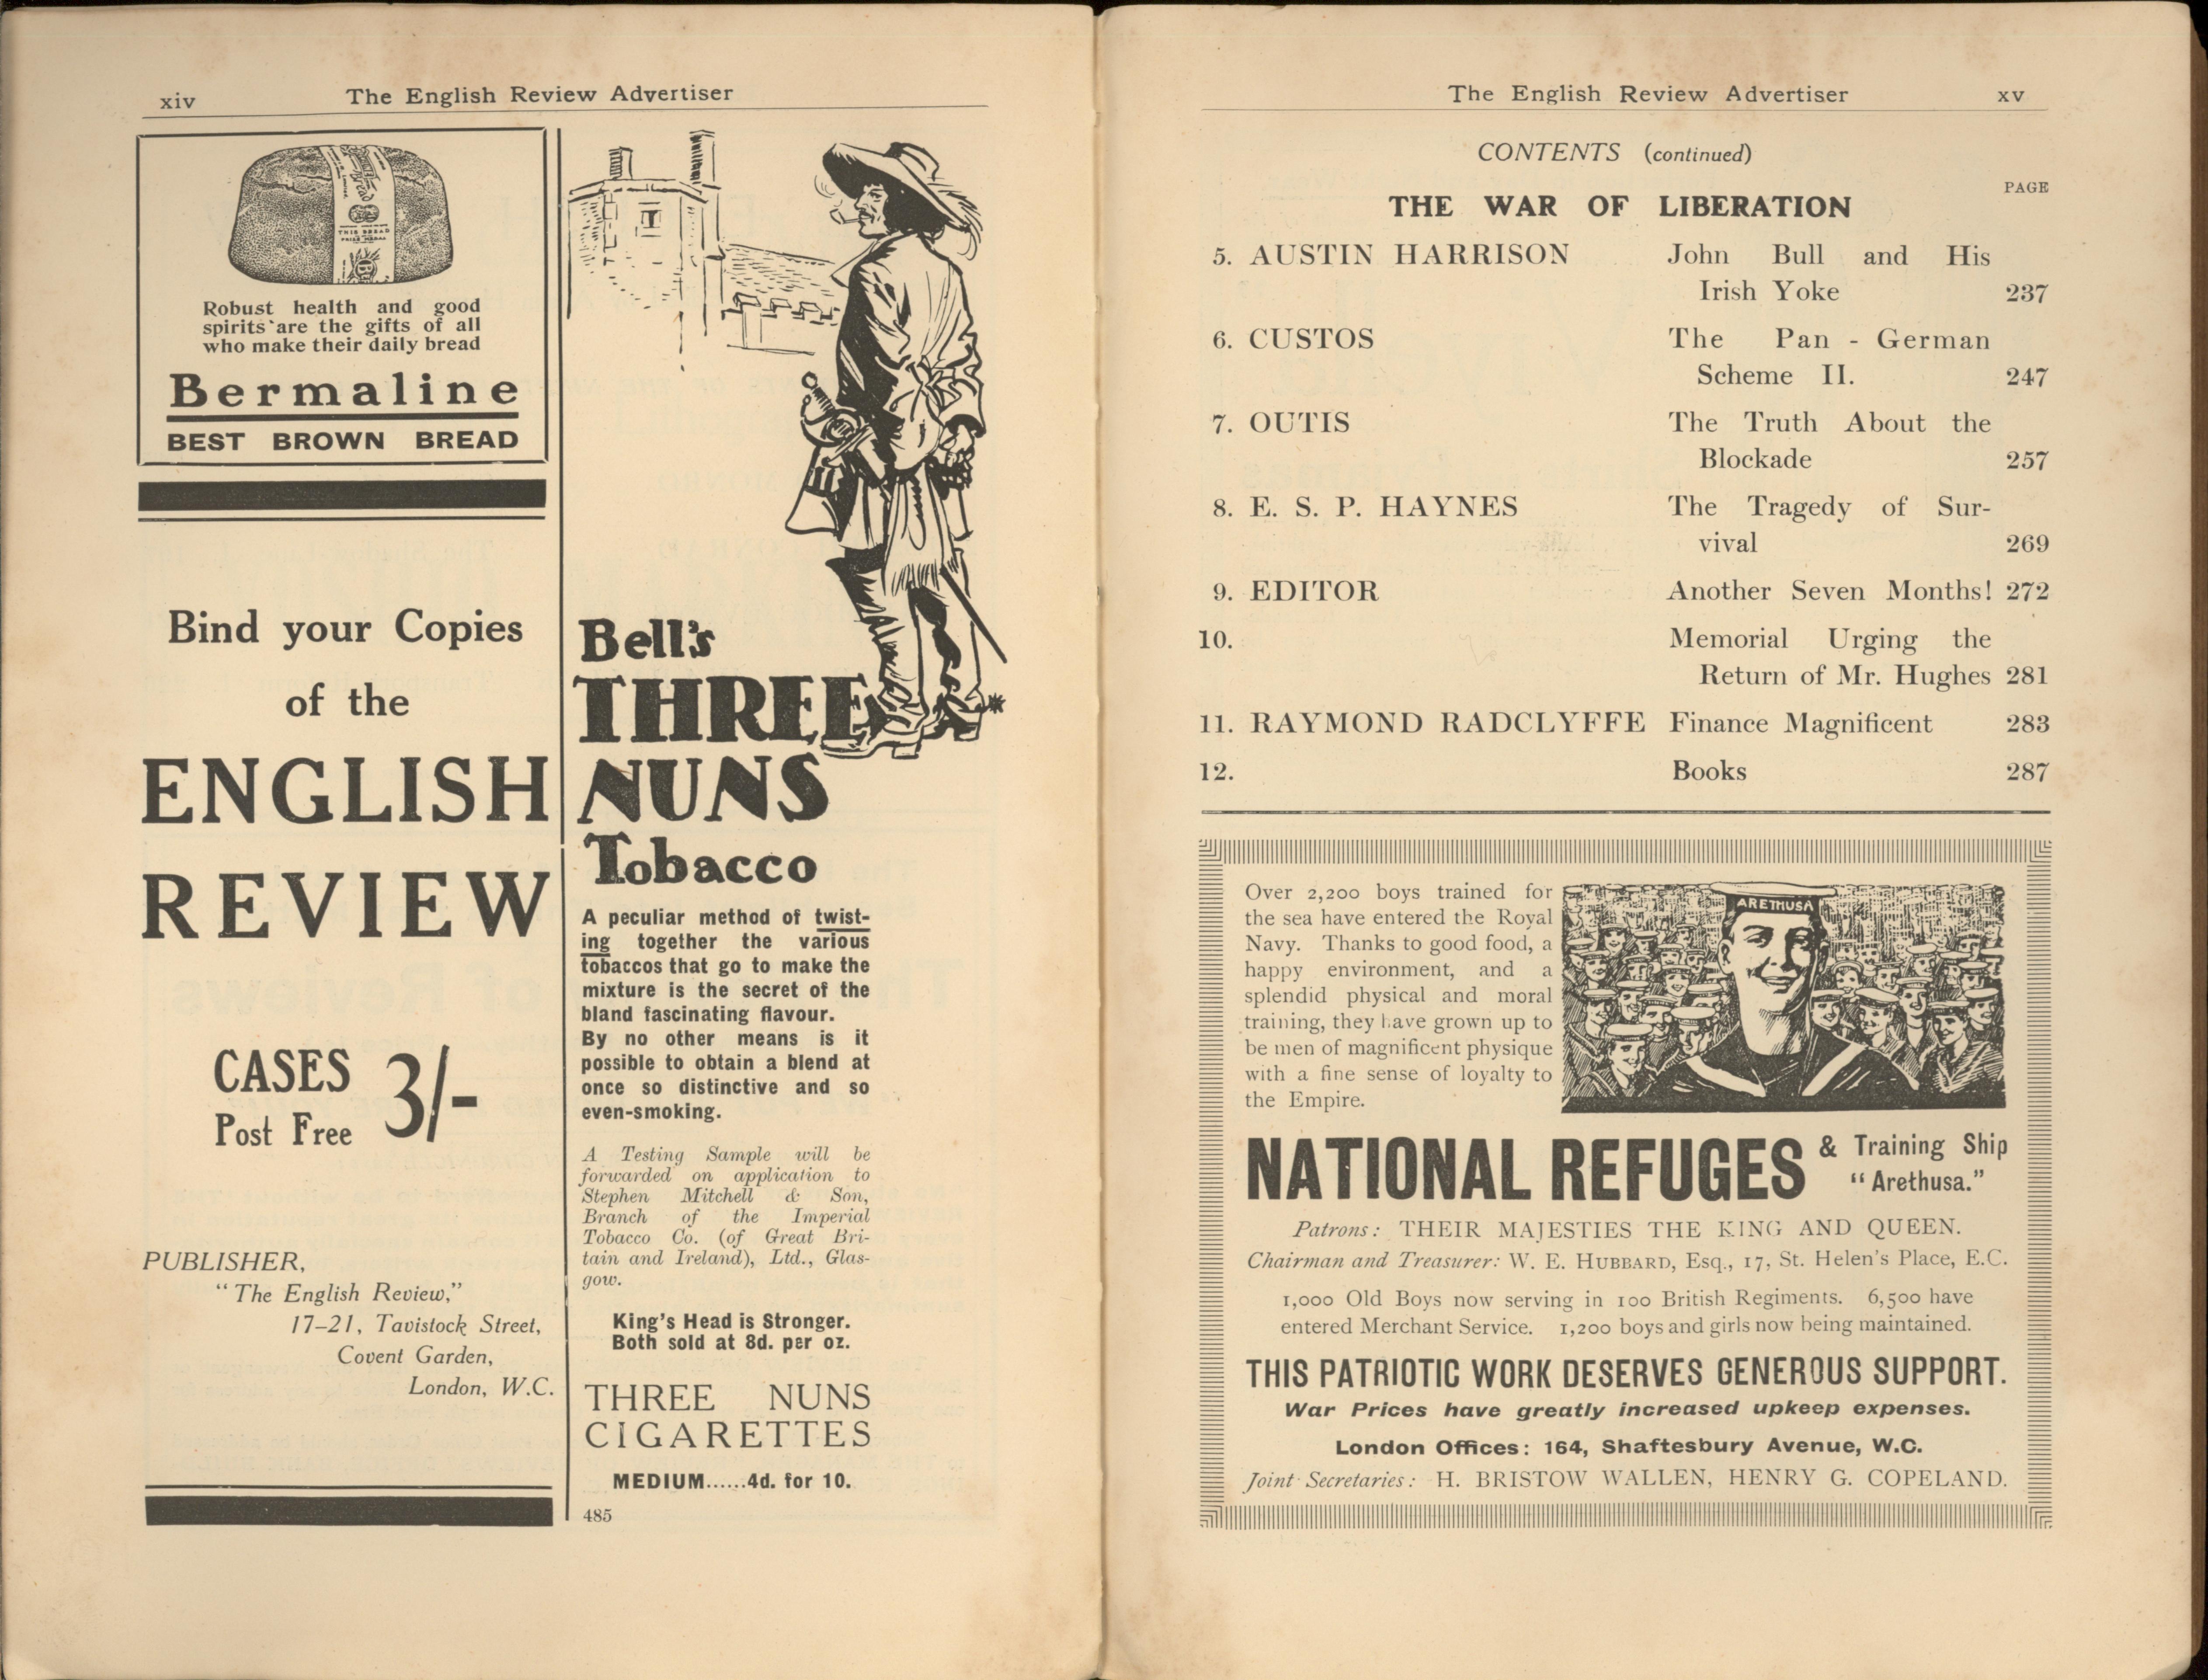 xiv The English Review Advertiser
THIS BREAD
Robust health and good
spirits are the gifts of all
who make their daily bread
Bermaline
BEST BROWN BREAD
Bind your Copies
of the
ENGLISH
REVIEW
CASES
Post Free
3/-
PUBLISHER,
"The English Review,"
17–21, Tavistock Street,
Covent Garden,
London, W.C.
Bell's
THREE
NUNS
Tobacco
A peculiar method of twist-
ing together the various
tobaccos that go to make the
mixture is the secret of the
bland fascinating flavour.
By no other means is it
possible to obtain a blend at
once so distinctive and so
even-smoking.
A Testing Sample will be
forwarded on application to
Stephen Mitchell & Son,
Branch of the Imperial
Tobacco Co. (of Great Bri-
tain and Ireland), Ltd., Glas-
gow.
King's Head is Stronger.
Both sold at 8d. per oz.
THREE NUNS
CIGARETTES
MEDIUM......4d. for 10.
485
The English Review Advertiser xv
CONTENTS (continued)
PAGE
THE WAR OF LIBERATION
5. AUSTIN HARRISON John Bull and His
Irish Yoke 237
6. CUSTOS The Pan-German
Scheme II. 247
7. OUTIS The Truth About the
Blockade 257
8. E. S. P. HAYNES The Tragedy of Sur-
vival 269
9. EDITOR Another Seven Months! 272
10. Memorial Urging the
Return of Mr. Hughes 281
11. RAYMOND RADCLYFFE Finance Magnificent 283
12. Books 287
Over 2,200 boys trained for
the sea have entered the Royal
Navy. Thanks to good food, a
happy environment, and a
splendid physical and moral
training, they have grown up to
be men of magnificent physique
with a fine sense of loyalty to
the Empire.
ARETHUSA
NATIONAL REFUGES & Training Ship
"Arethusa."
Patrons: THEIR MAJESTIES THE KING AND QUEEN.
Chairman and Treasurer: W. E. HUBBARD, Esq., 17, St. Helen's Place, E.C.
1,000 Old Boys now serving in 100 British Regiments. 6,500 have
entered Merchant Service. 1,200 boys and girls now being maintained.
THIS PATRIOTIC WORK DESERVES GENEROUS SUPPORT.
War Prices have greatly increased upkeep expenses.
London Offices: 164, Shaftesbury Avenue, W.C.
Joint Secretaries: H. BRISTOW WALLEN, HENRY G. COPELAND.